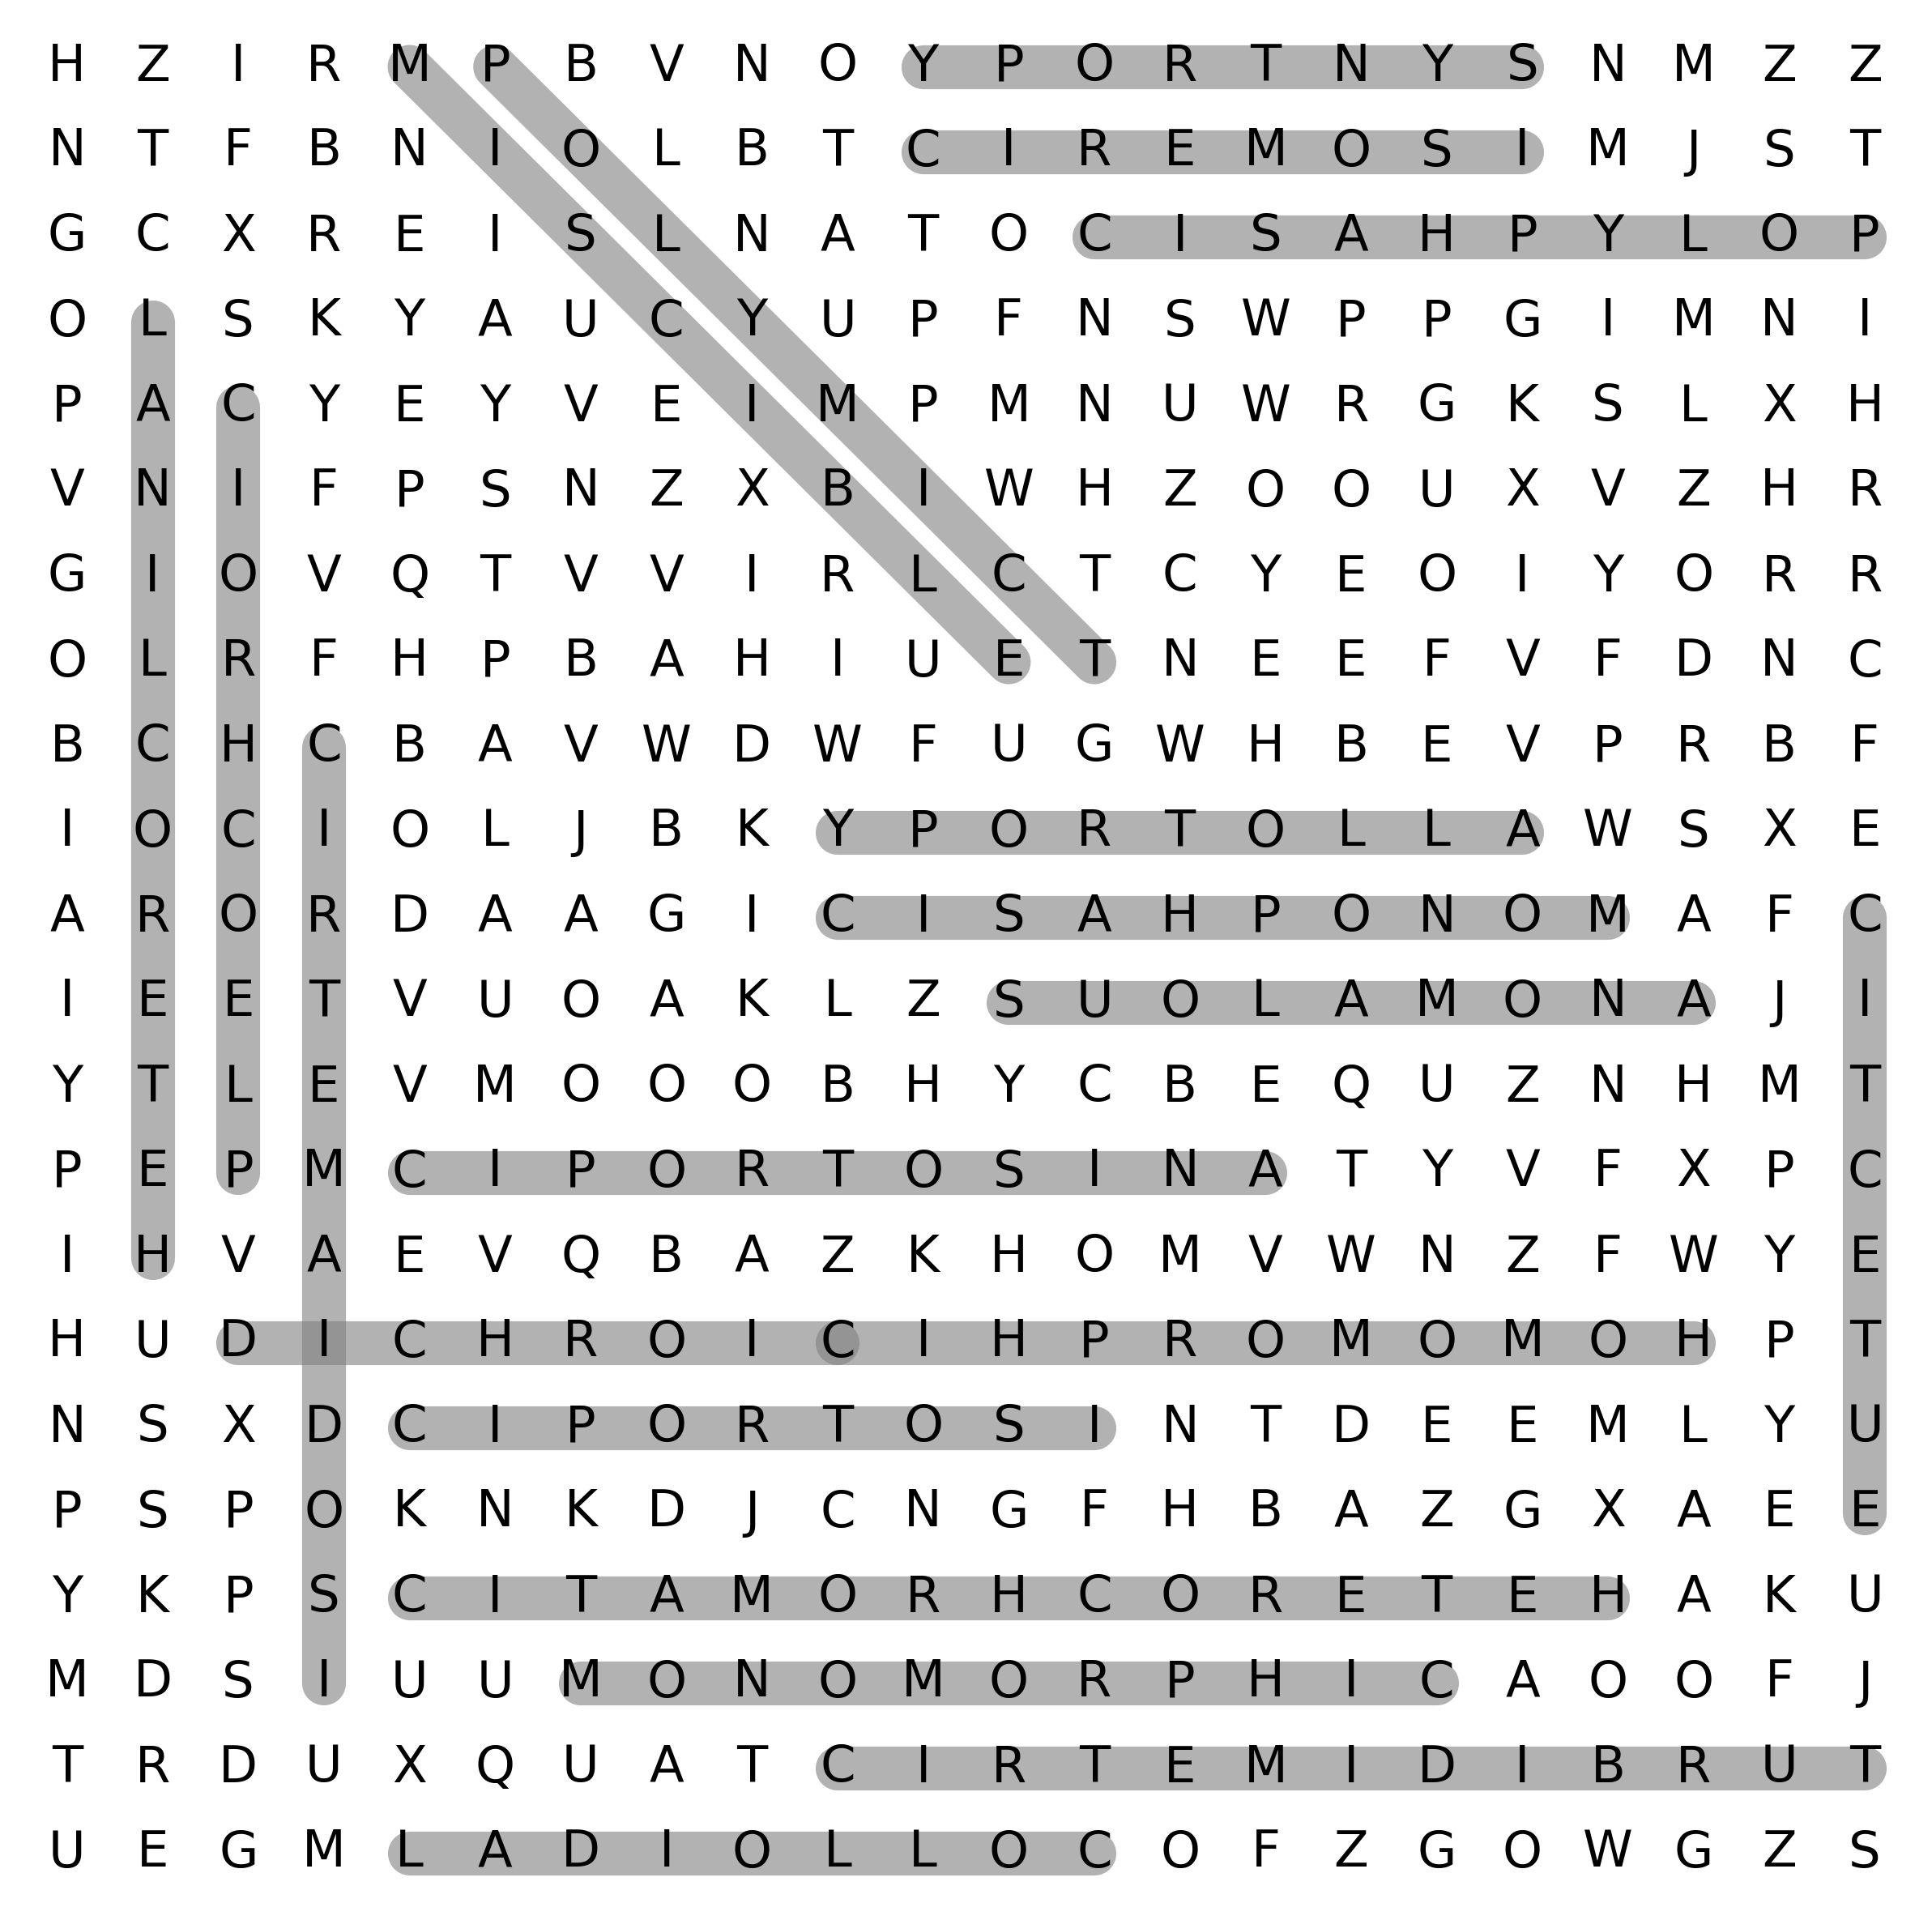 H Z I R M P B V N O Y P O R T N Y S N M Z Z
N T F B N I O L B T C I R E M O S I M J S T
G C X R E I S L N A T O C I S A H P Y L O P
O L S K Y A U C Y U P F N S W P P G I M N I
P A C Y E Y V E I M P M N U W R G K S L X H
V N I F P S N Z X B I W H Z O O U X V Z H R
G I O V Q T V V I R L C T C Y E O I Y O R R
O L R F H P B A H I U E T N E E F V F D N C
B C H C B A V W D W F U G W H B E V P R B F
I O C I O L J B K Y P O R T O L L A W S X E
A R O R D A A G I C I S A H P O N O M A F C
I E E T V U O A K L Z S U O L A M O N A J I
Y T L E V M O O O B H Y C B E Q U Z N H M T
P E P M C I P O R T O S I N A T Y V F X P C
I H V A E V Q B A Z K H O M V W N Z F W Y E
H U D I C H R O I C I H P R O M O M O H P T
N S X D C I P O R T O S I N T D E E M L Y U
P S P O K N K D J C N G F H B A Z G X A E E
Y K P S C I T A M O R H C O R E T E H A K U
M D S I U U M O N O M O R P H I C A O O F J
T R D U X Q U A T C I R T E M I D I B R U T
U E G M L A D I O L L O C O F Z G O W G Z S